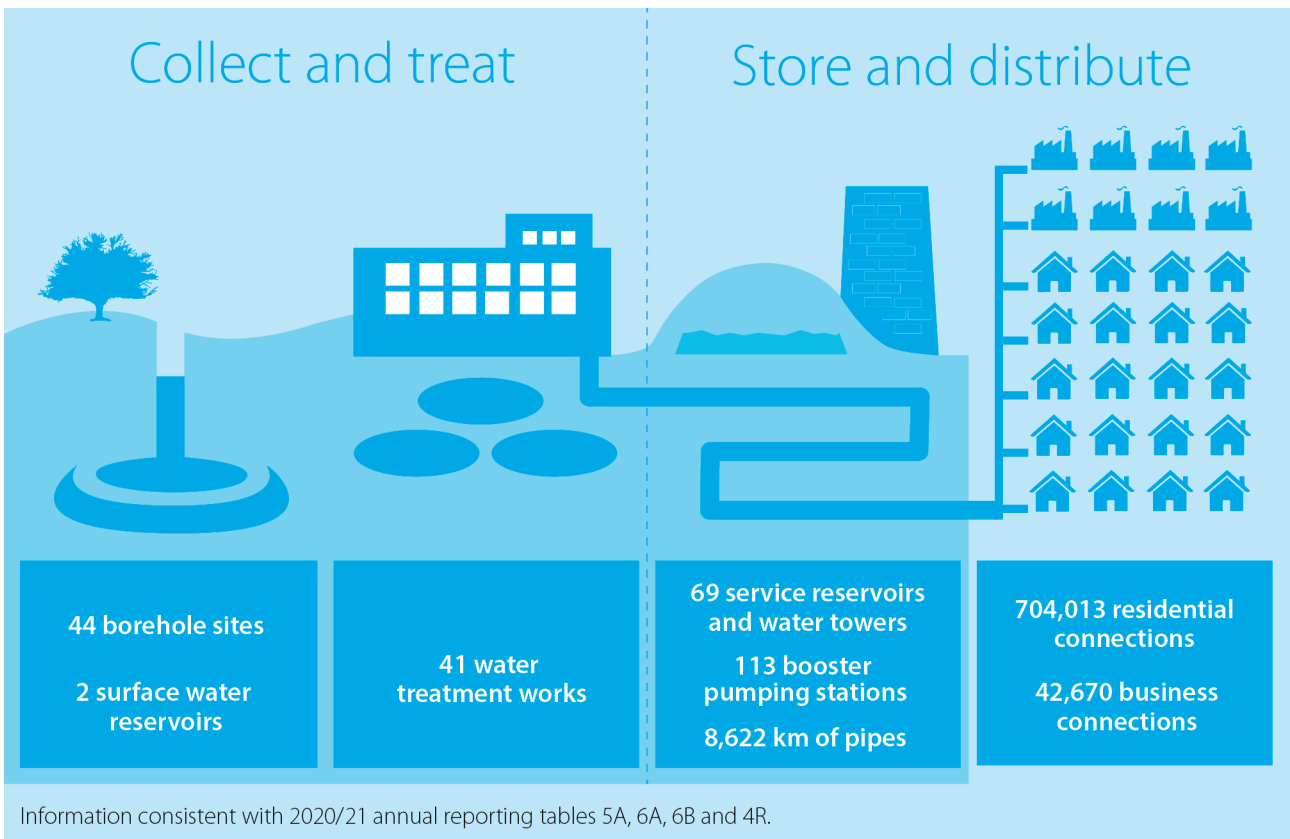 Collect and treat
Store and distribute
44 borehole sites
2 surface water
reservoirs
41 water
treatment works
69 service reservoirs
and water towers
113 booster
pumping stations
8,622 km of pipes
704,013 residential
connections
42,670 business
connections
Information consistent with 2020/21 annual reporting tables 5A, 6A, 6B and 4R.